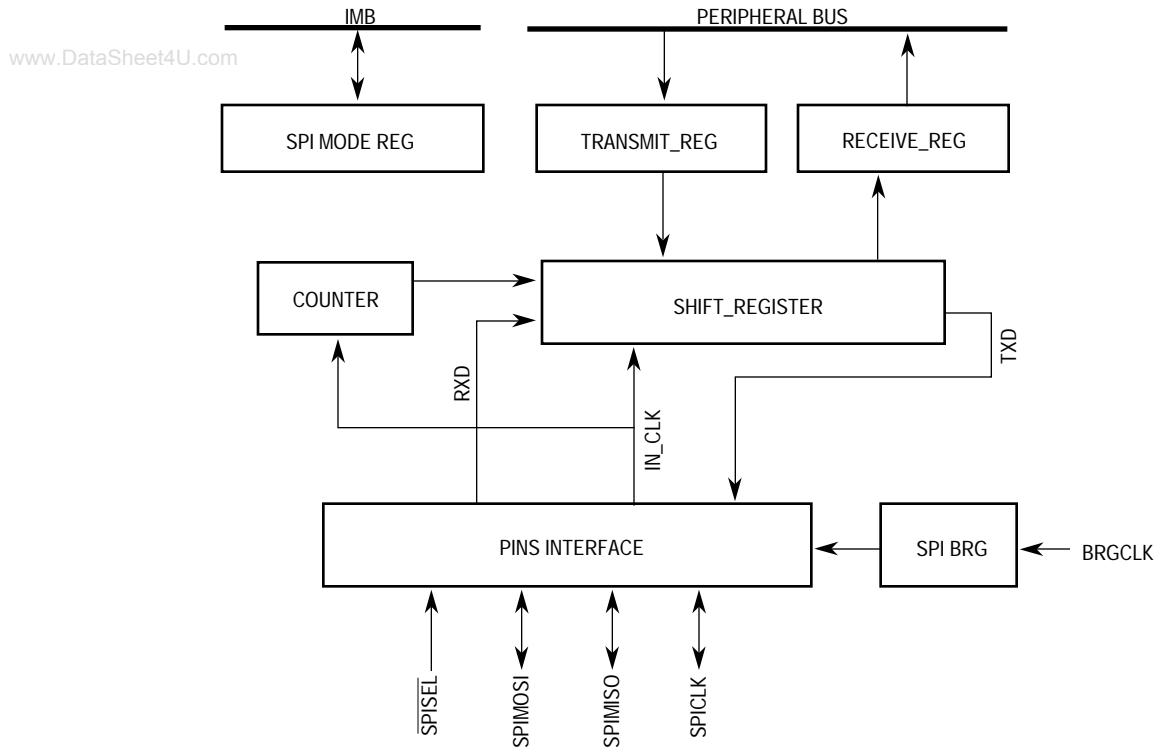 IMB
PERIPHERAL BUS
www.DataSheet4U.com
SPI MODE REG
TRANSMIT_REG
RECEIVE_REG
COUNTER
SHIFT_REGISTER
RXD
IN_CLK
TXD
PINS INTERFACE
SPI BRG
BRGCLK
SPISEL
SPIMOSI
SPIMISO
SPICLK